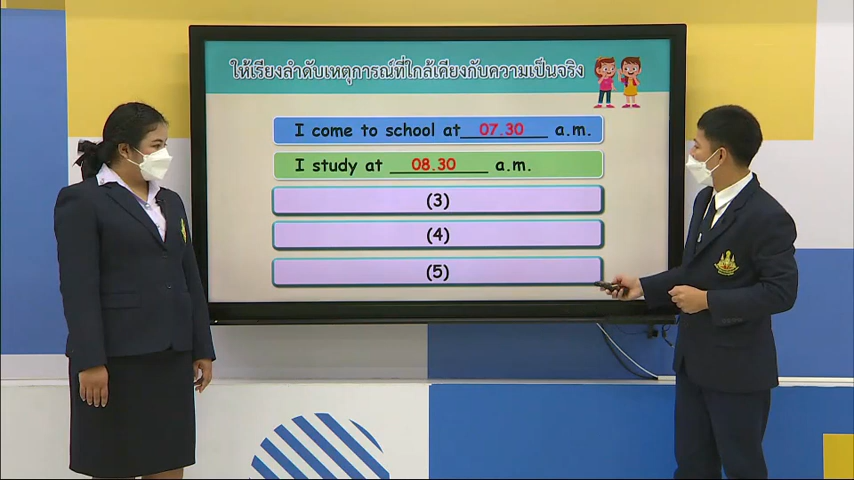 ให้เรียงลำดับเหตุการณ์ที่ใกล้เคียงกับความเป็นจริง
I come to school at 07.30 a.m.
I study at 08.30 a.m.
(3)
(4)
(5)